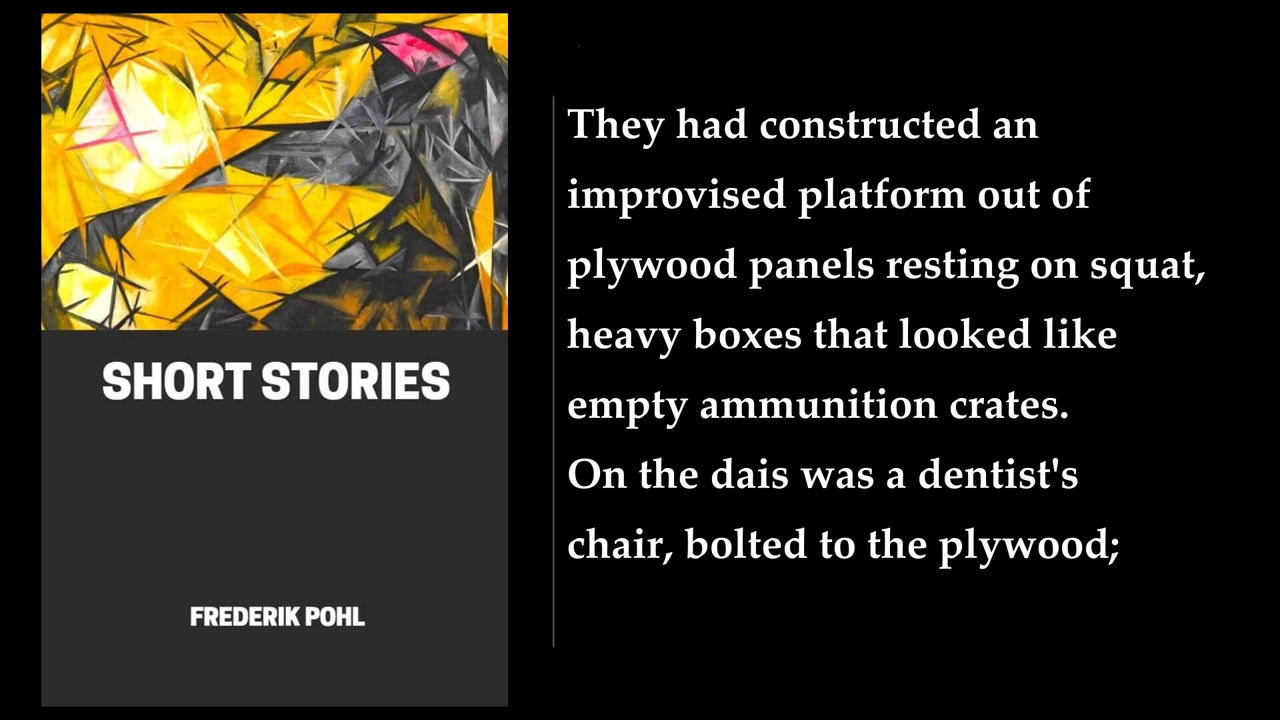 SHORT STORIES
FREDERIK POHL
They had constructed an
improvised platform out of
plywood panels resting on squat,
heavy boxes that looked like
empty ammunition crates.
On the dais was a dentist's
chair, bolted to the plywood;